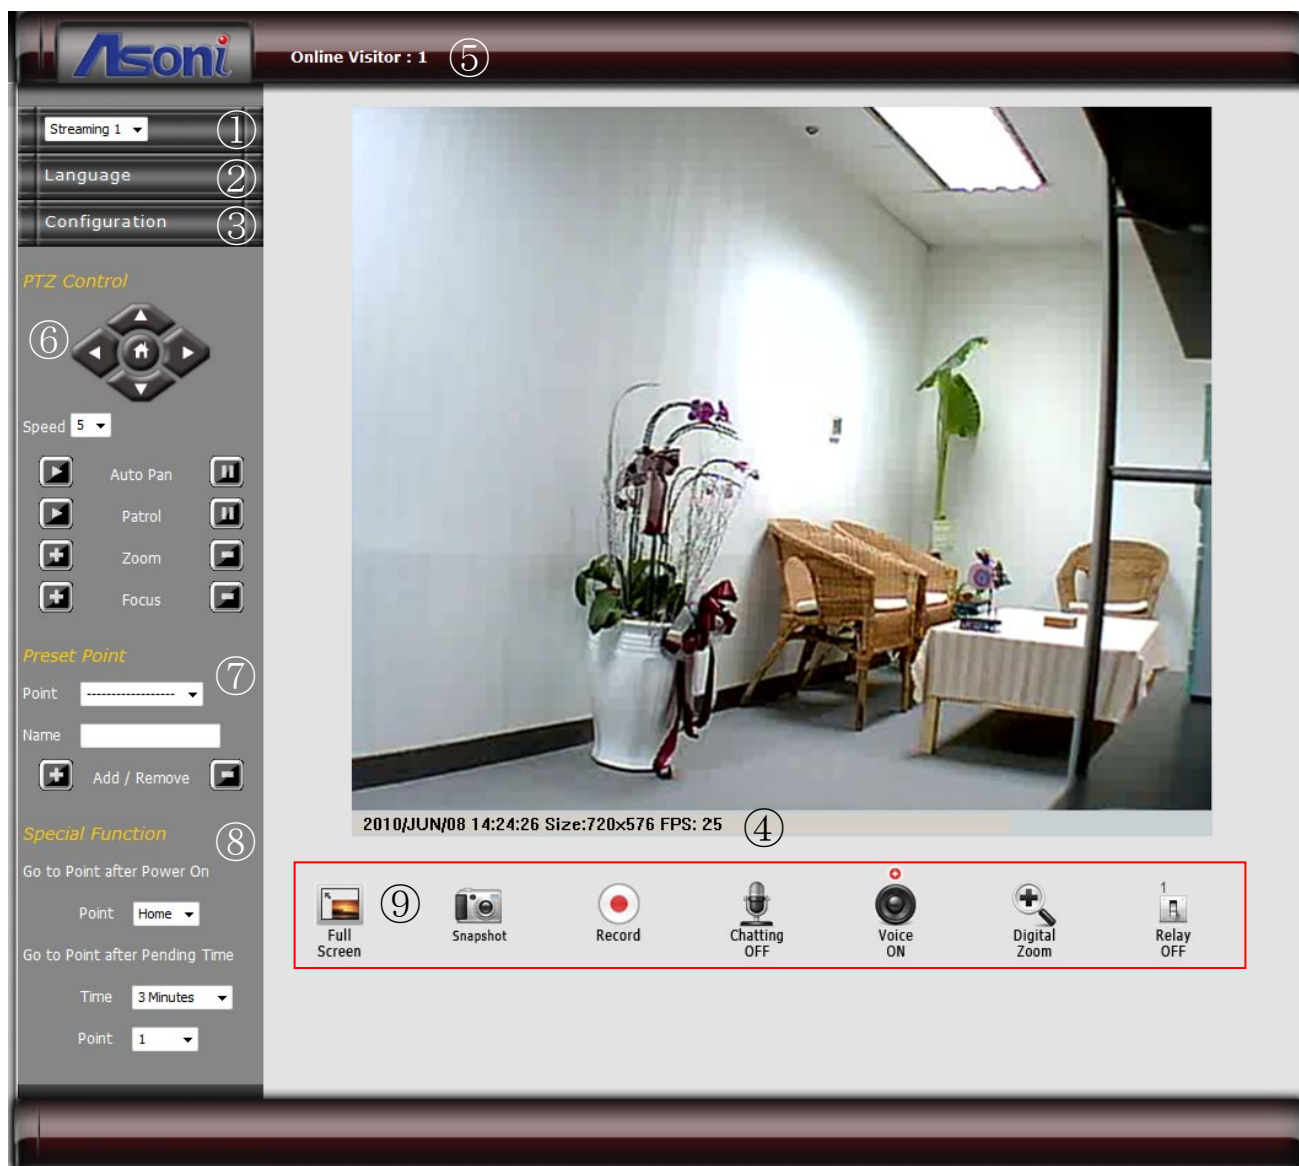 Asoni
Online Visitor : 1 ⑤
Streaming 1 ①
Language ②
Configuration ③
PTZ Control
⑥
Speed 5
Auto Pan
Patrol
Zoom
Focus
Preset Point
⑦
Point ------------------
Name
Add / Remove
Special Function
⑧
Go to Point after Power On
Point Home
Go to Point after Pending Time
Time 3 Minutes
Point 1
2010/JUN/08 14:24:26 Size:720x576 FPS: 25 ④
⑨
Full
Screen
Snapshot
Record
Chatting
OFF
Voice
ON
Digital
Zoom
1
Relay
OFF